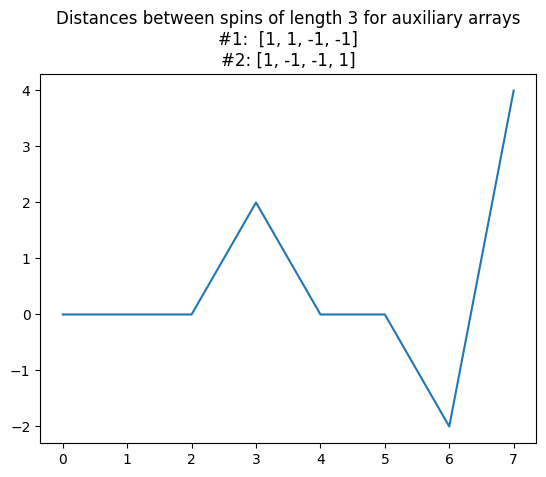 Distances between spins of length 3 for auxiliary arrays
#1:  [1, 1, -1, -1]
#2: [1, -1, -1, 1]
4
3
2
1
0
−1
−2
0 1 2 3 4 5 6 7